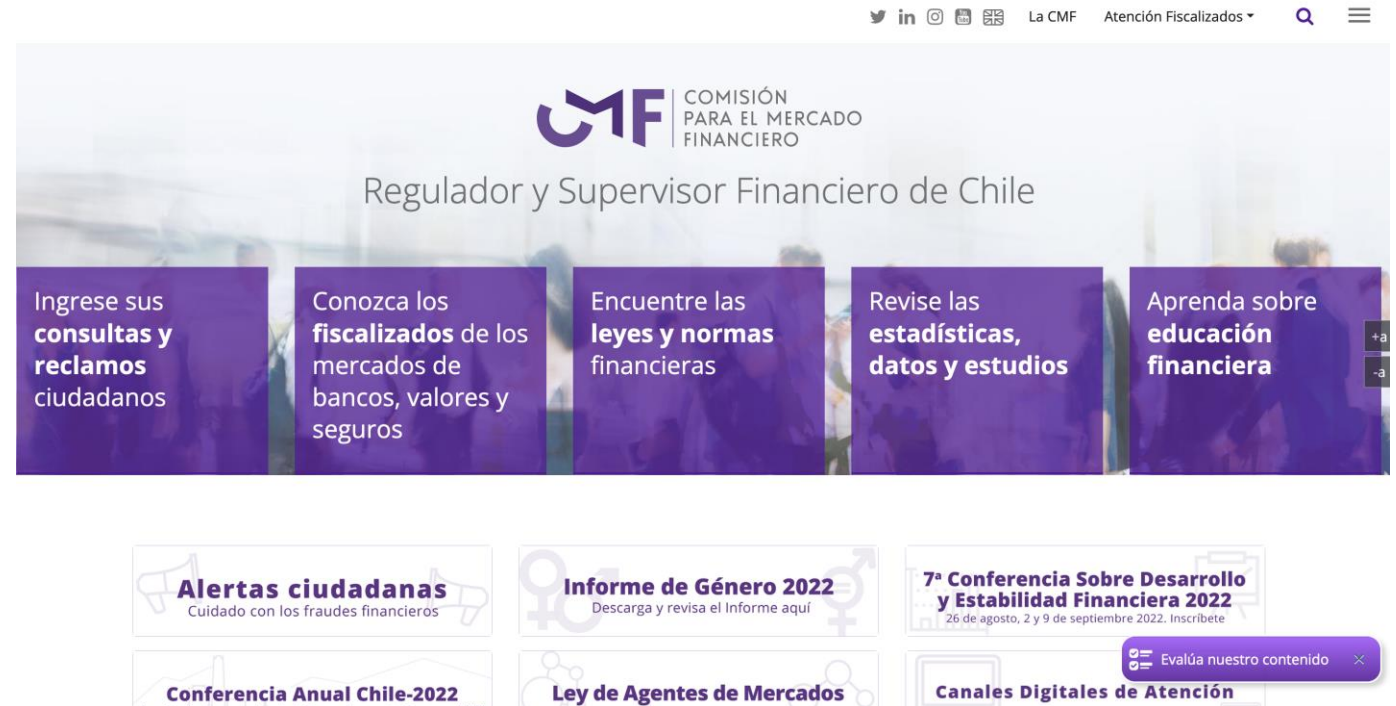 La CMF Atención Fiscalizados
CMF
COMISIÓN
PARA EL MERCADO
FINANCIERO
Regulador y Supervisor Financiero de Chile
Ingrese sus
consultas y
reclamos
ciudadanos
Conozca los
fiscalizados de los
mercados de
bancos, valores y
seguros
Encuentre las
leyes y normas
financieras
Revise las
estadísticas,
datos y estudios
Aprenda sobre
educación
financiera
+a
-a
Alertas ciudadanas
Cuidado con los fraudes financieros
Informe de Género 2022
Descarga y revisa el Informe aquí
7ª Conferencia Sobre Desarrollo
y Estabilidad Financiera 2022
26 de agosto, 2 y 9 de septiembre 2022. Inscríbete
Evalúa nuestro contenido
Conferencia Anual Chile-2022
Ley de Agentes de Mercados
Canales Digitales de Atención